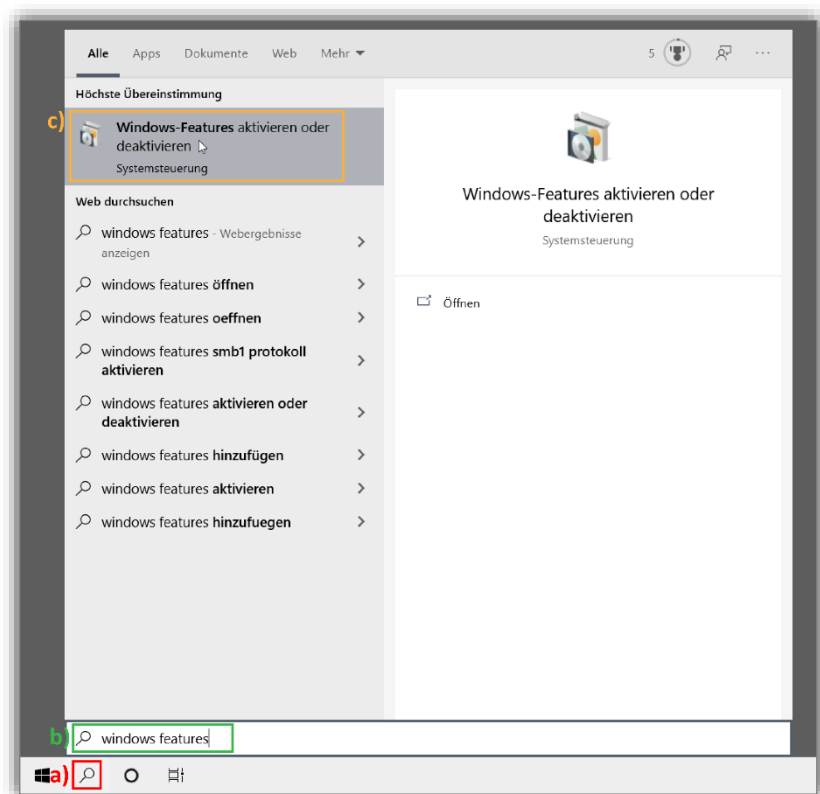 Alle Apps Dokumente Web Mehr 5 ...
Höchste Übereinstimmung
c)
Windows-Features aktivieren oder
deaktivieren
Systemsteuerung
Web durchsuchen
windows features - Webergebnisse
anzeigen
windows features öffnen
windows features oeffnen
windows features smb1 protokoll
aktivieren
windows features aktivieren oder
deaktivieren
windows features hinzufügen
windows features aktivieren
windows features hinzufuegen
Windows-Features aktivieren oder
deaktivieren
Systemsteuerung
Öffnen
b) windows features
a)